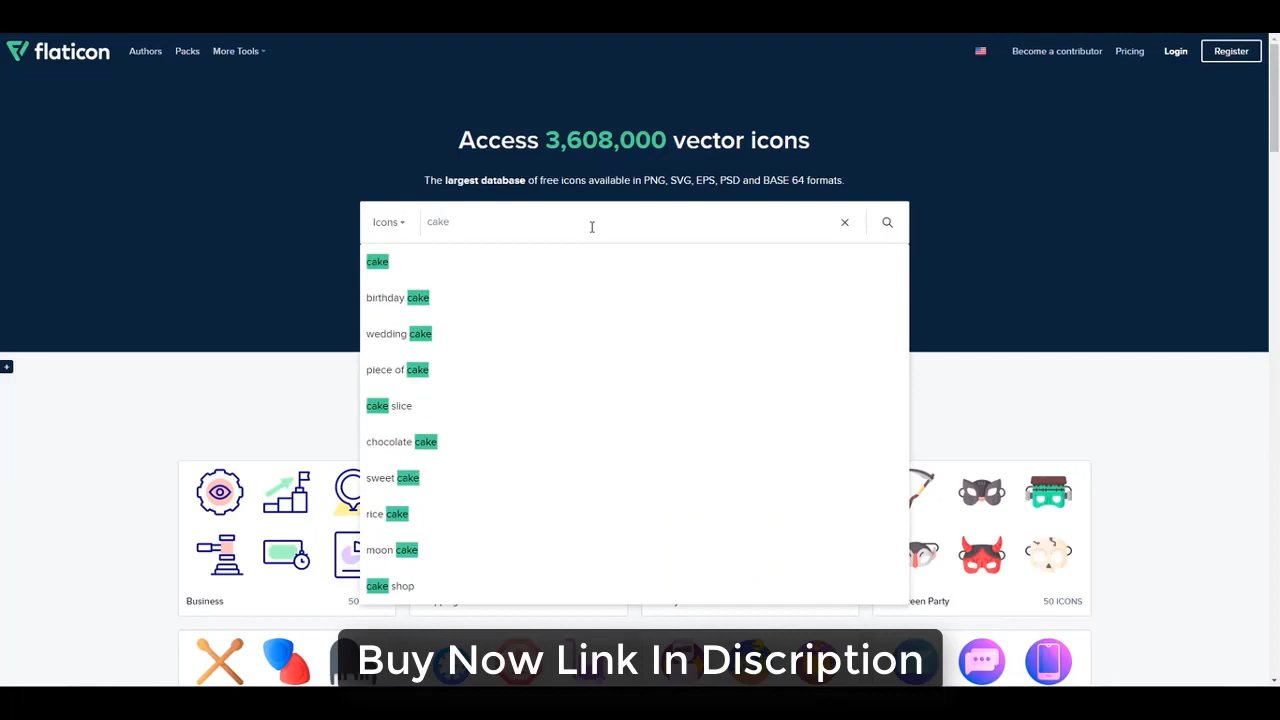 flaticon Authors Packs More Tools Become a contributor Pricing Login Register
Access 3,608,000 vector icons
The largest database of free icons available in PNG, SVG, EPS, PSD and BASE 64 formats.
Icons cake
cake
birthday cake
wedding cake
piece of cake
cake slice
chocolate cake
sweet cake
rice cake
moon cake
cake shop
Business 50 een Party 50 ICONS
Buy Now Link In Discription